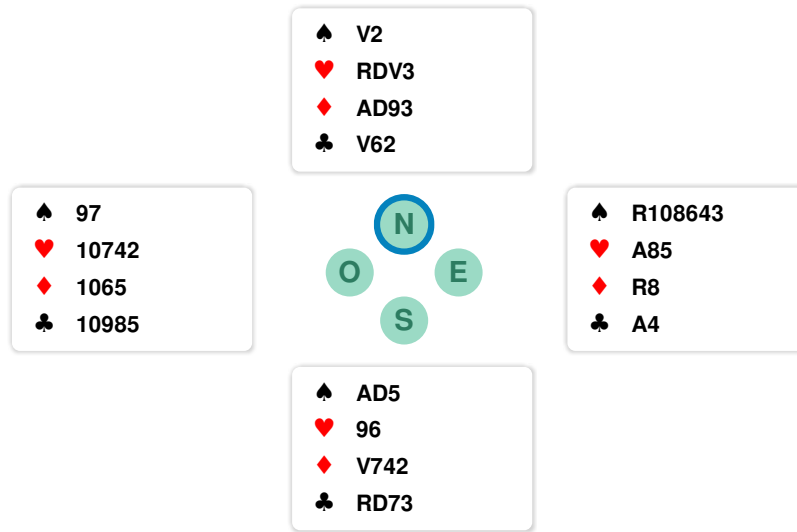 ♠ V2
♥ RDV3
♦ AD93
♣ V62
♠ 97
♥ 10742
♦ 1065
♣ 10985
N
O E
S
♠ R108643
♥ A85
♦ R8
♣ A4
♠ AD5
♥ 96
♦ V742
♣ RD73